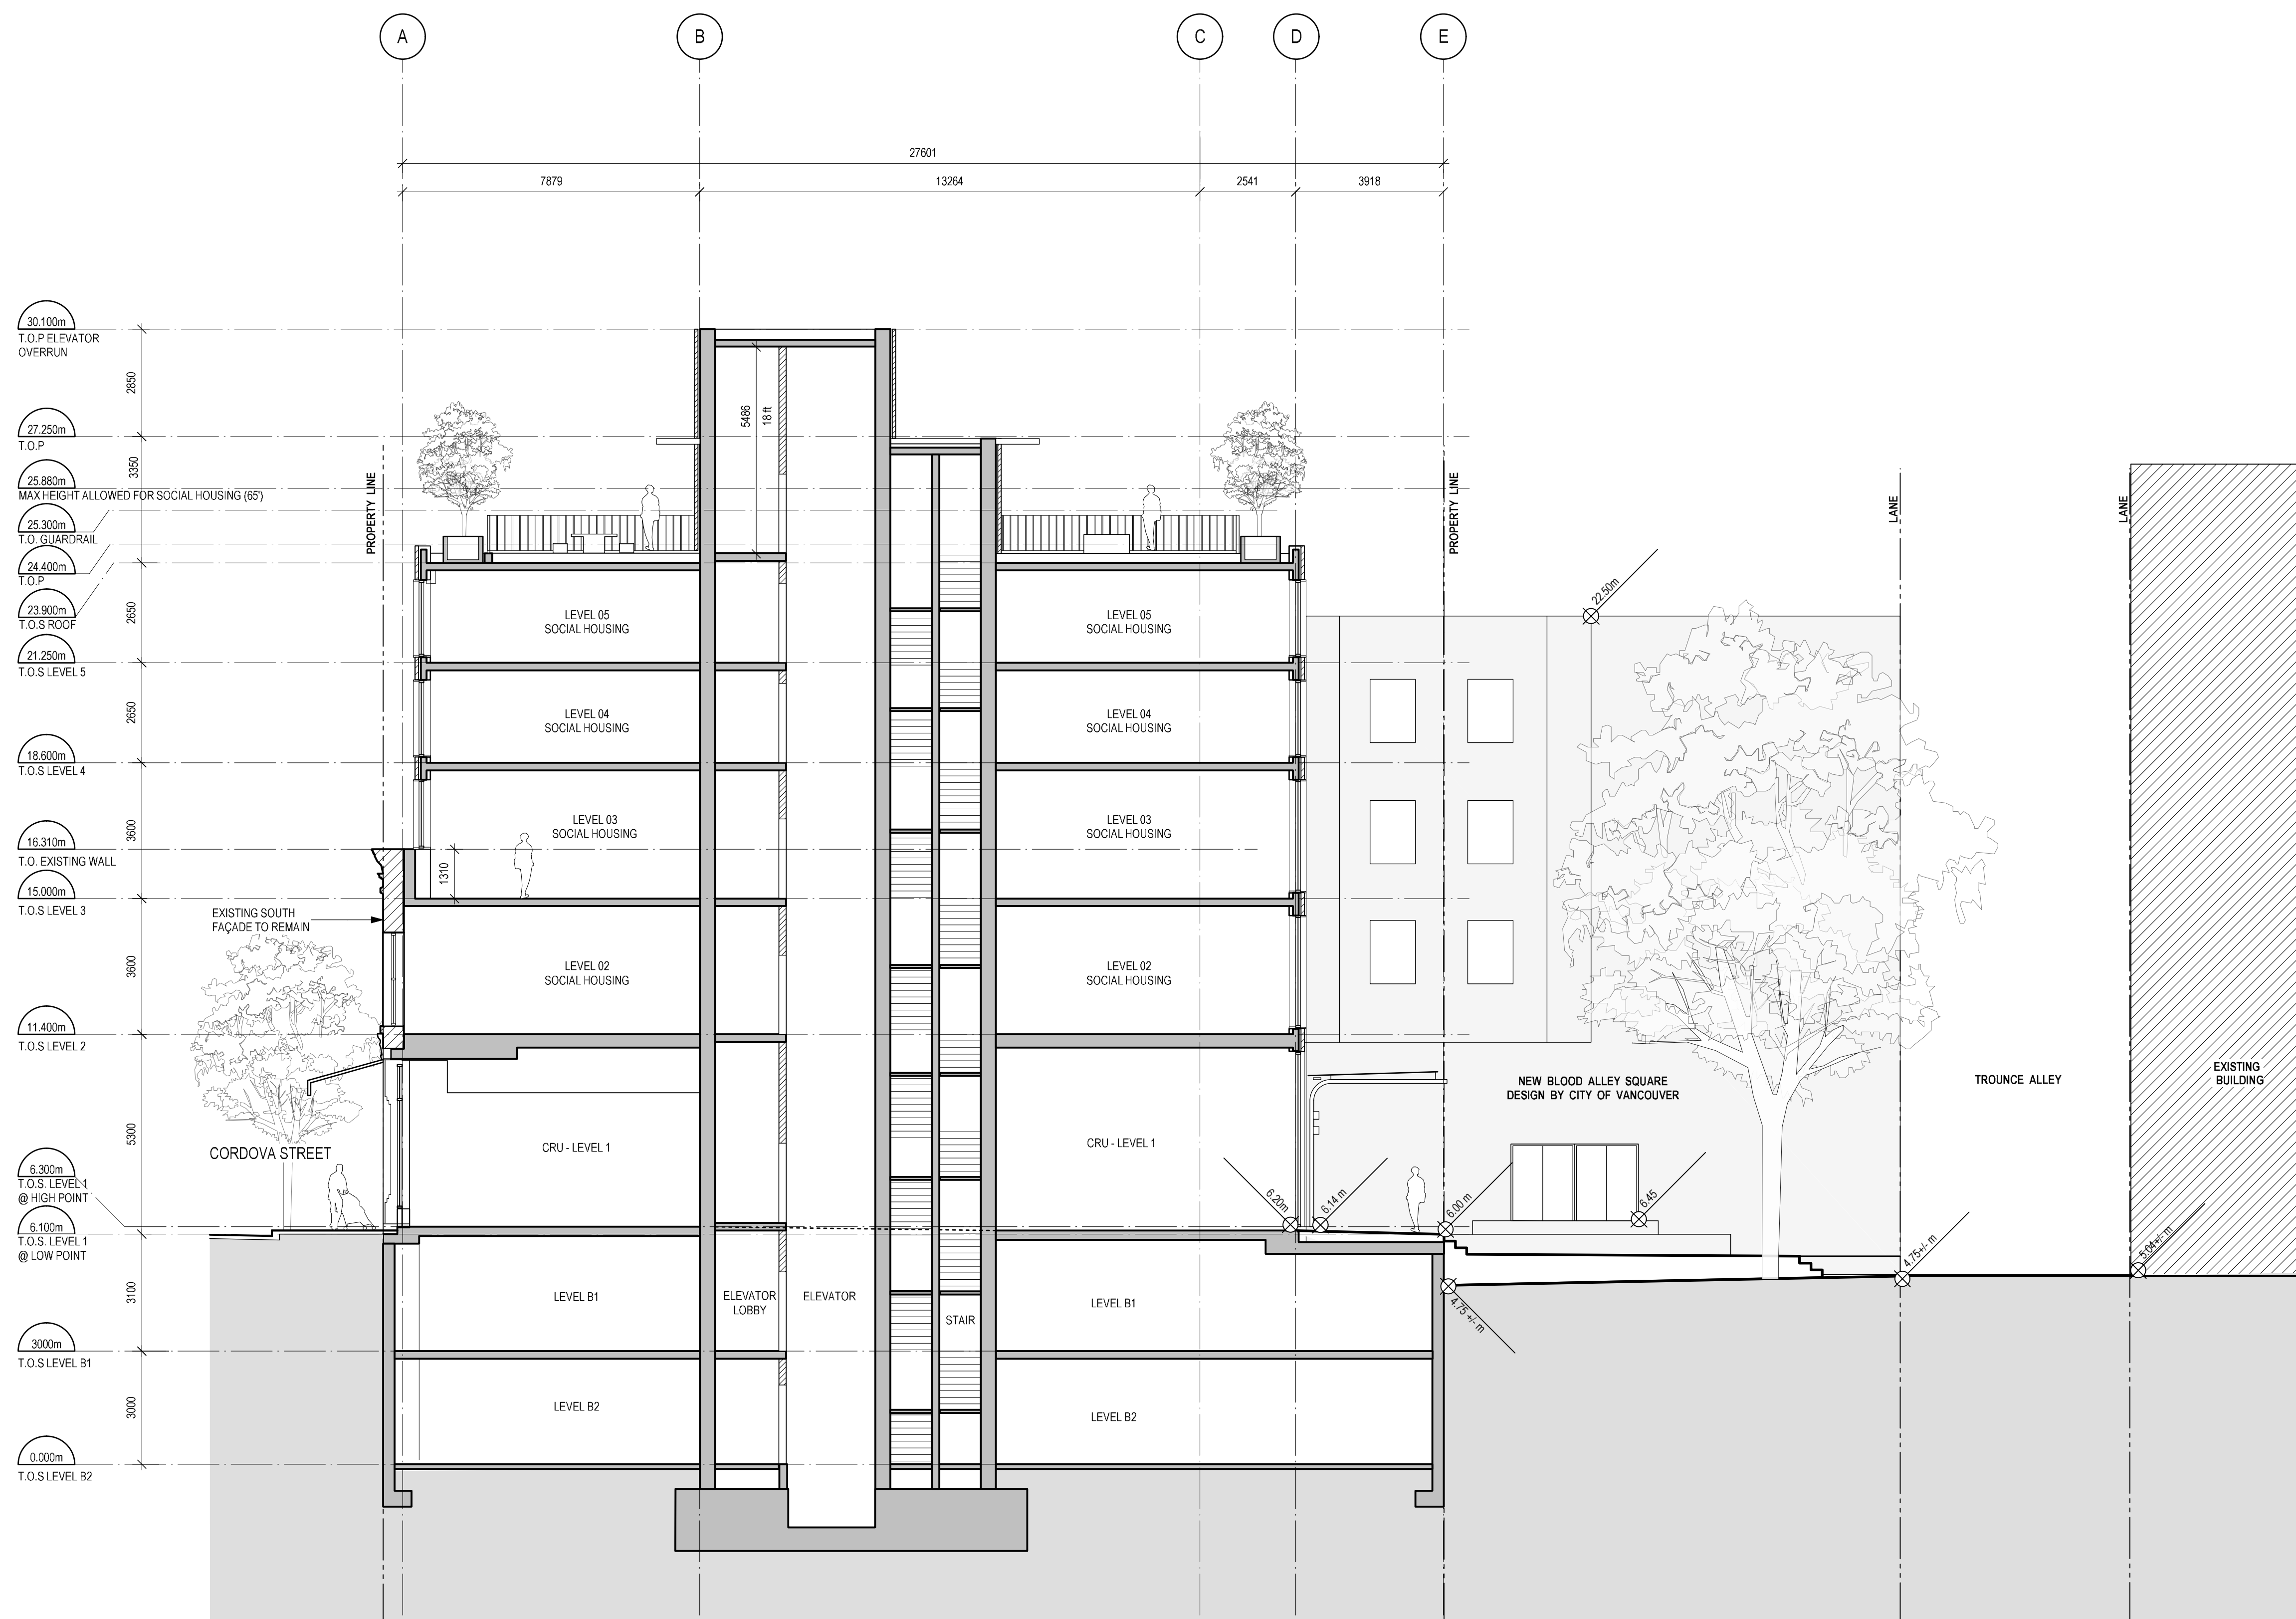 A
B
C
D
E
27601
7879
13264
2541
3918
30.100m
T.O.P ELEVATOR
OVERRUN
2850
27.250m
T.O.P
3350
25.880m
MAX HEIGHT ALLOWED FOR SOCIAL HOUSING (65')
25.300m
T.O. GUARDRAIL
24.400m
T.O.P
23.900m
T.O.S ROOF
2650
21.250m
T.O.S LEVEL 5
2650
18.600m
T.O.S LEVEL 4
3600
16.310m
T.O. EXISTING WALL
15.000m
T.O.S LEVEL 3
3600
11.400m
T.O.S LEVEL 2
5300
6.300m
T.O.S. LEVEL 1
@ HIGH POINT
6.100m
T.O.S. LEVEL 1
@ LOW POINT
3100
3000m
T.O.S LEVEL B1
3000
0.000m
T.O.S LEVEL B2
PROPERTY LINE
5486
18 ft
PROPERTY LINE
LANE
LANE
LEVEL 05
SOCIAL HOUSING
LEVEL 05
SOCIAL HOUSING
22.50m
LEVEL 04
SOCIAL HOUSING
LEVEL 04
SOCIAL HOUSING
LEVEL 03
SOCIAL HOUSING
LEVEL 03
SOCIAL HOUSING
1310
EXISTING SOUTH
FAÇADE TO REMAIN
LEVEL 02
SOCIAL HOUSING
LEVEL 02
SOCIAL HOUSING
CORDOVA STREET
CRU - LEVEL 1
CRU - LEVEL 1
NEW BLOOD ALLEY SQUARE
DESIGN BY CITY OF VANCOUVER
TROUNCE ALLEY
EXISTING
BUILDING
6.20m
6.14 m
6.00 m
6.45
4.75+/- m
5.04+/- m
4.75 +/- m
LEVEL B1
ELEVATOR
LOBBY
ELEVATOR
STAIR
LEVEL B1
LEVEL B2
LEVEL B2